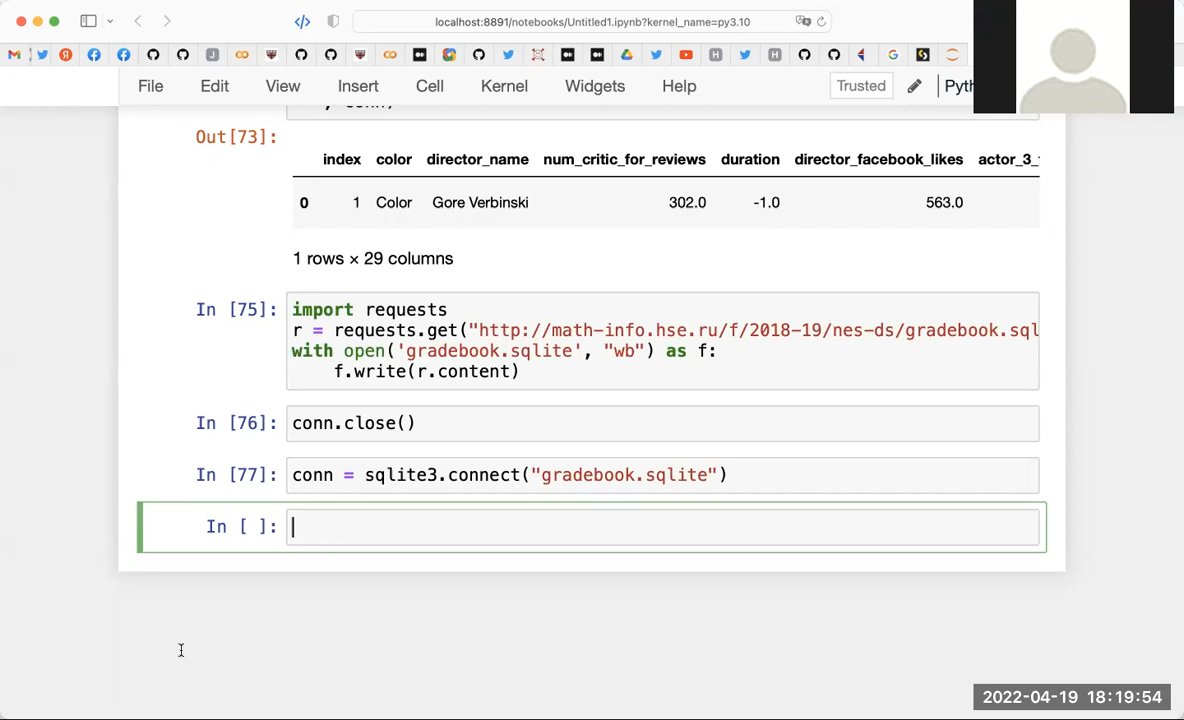 localhost:8891/notebooks/Untitled1.ipynb?kernel_name=py3.10
File Edit View Insert Cell Kernel Widgets Help Trusted
Out[73]:
index color director_name num_critic_for_reviews duration director_facebook_likes
0 1 Color Gore Verbinski 302.0 -1.0 563.0
1 rows × 29 columns
In [75]: import requests
r = requests.get("http://math-info.hse.ru/f/2018-19/nes-ds/gradebook.sql
with open('gradebook.sqlite', "wb") as f:
f.write(r.content)
In [76]: conn.close()
In [77]: conn = sqlite3.connect("gradebook.sqlite")
In [ ]:
2022-04-19 18:19:54